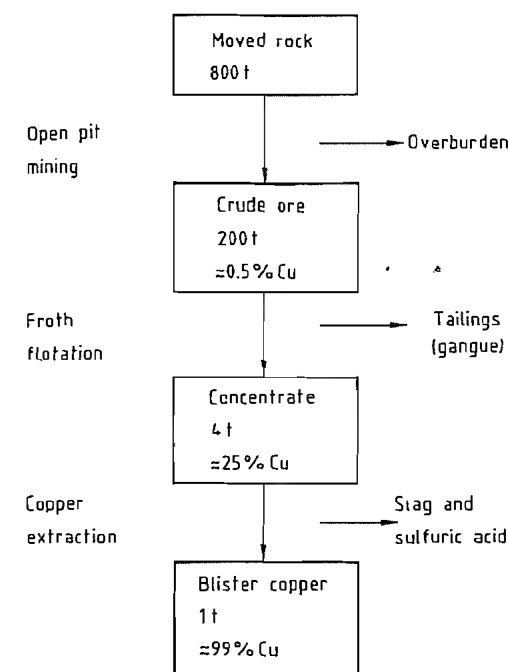 Moved rock
800 t
Open pit
mining
Overburden
Crude ore
200 t
≈0.5% Cu
Froth
flotation
Tailings
(gangue)
Concentrate
4 t
≈25% Cu
Copper
extraction
Slag and
sulfuric acid
Blister copper
1 t
≈99% Cu